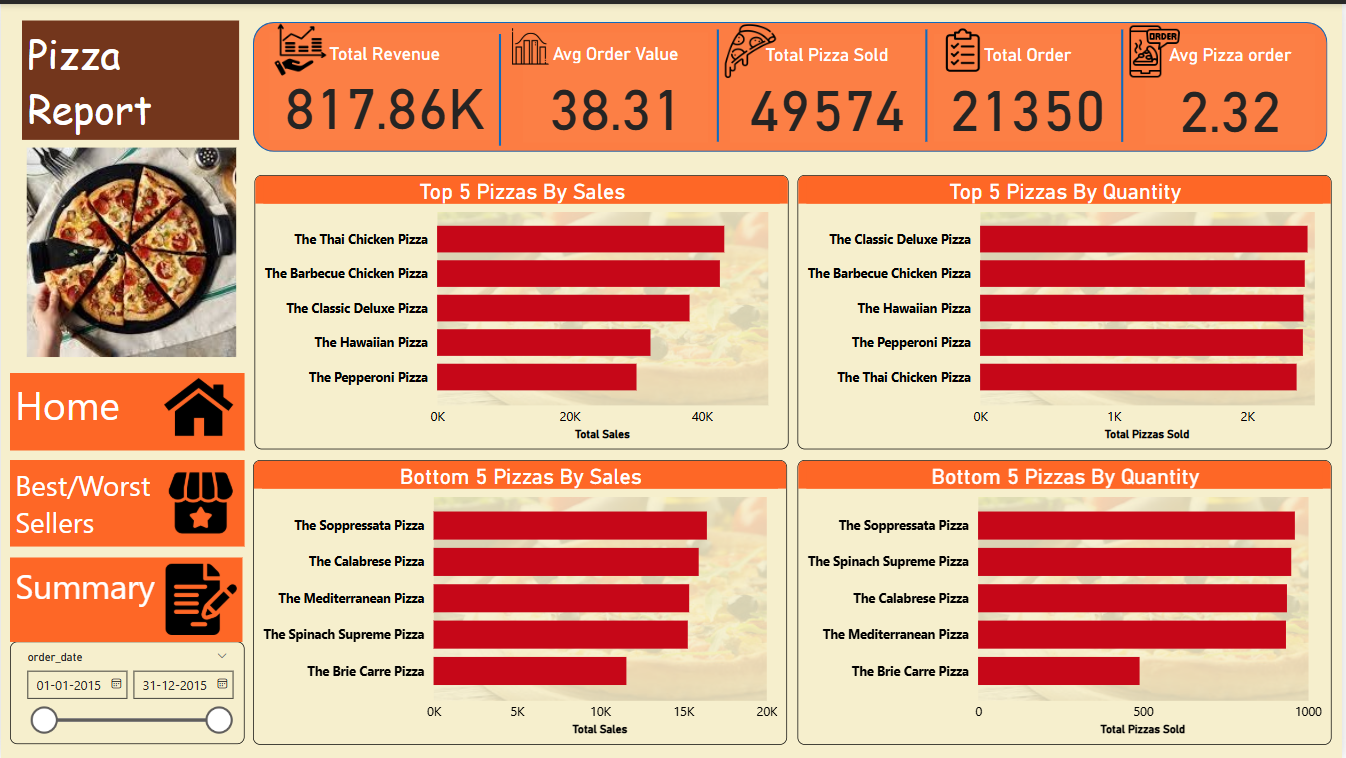 Pizza
Report
Total Revenue
817.86K
Avg Order Value
38.31
Total Pizza Sold
49574
ORDER
Total Order
21350
Avg Pizza order
2.32
Home
Best/Worst
Sellers
Summary
order_date
01-01-2015
31-12-2015
Top 5 Pizzas By Sales
The Thai Chicken Pizza
The Barbecue Chicken Pizza
The Classic Deluxe Pizza
The Hawaiian Pizza
The Pepperoni Pizza
0K 20K 40K
Total Sales
Top 5 Pizzas By Quantity
The Classic Deluxe Pizza
The Barbecue Chicken Pizza
The Hawaiian Pizza
The Pepperoni Pizza
The Thai Chicken Pizza
0K 1K 2K
Total Pizzas Sold
Bottom 5 Pizzas By Sales
The Soppressata Pizza
The Calabrese Pizza
The Mediterranean Pizza
The Spinach Supreme Pizza
The Brie Carre Pizza
0K 5K 10K 15K 20K
Total Sales
Bottom 5 Pizzas By Quantity
The Soppressata Pizza
The Spinach Supreme Pizza
The Calabrese Pizza
The Mediterranean Pizza
The Brie Carre Pizza
0 500 1000
Total Pizzas Sold